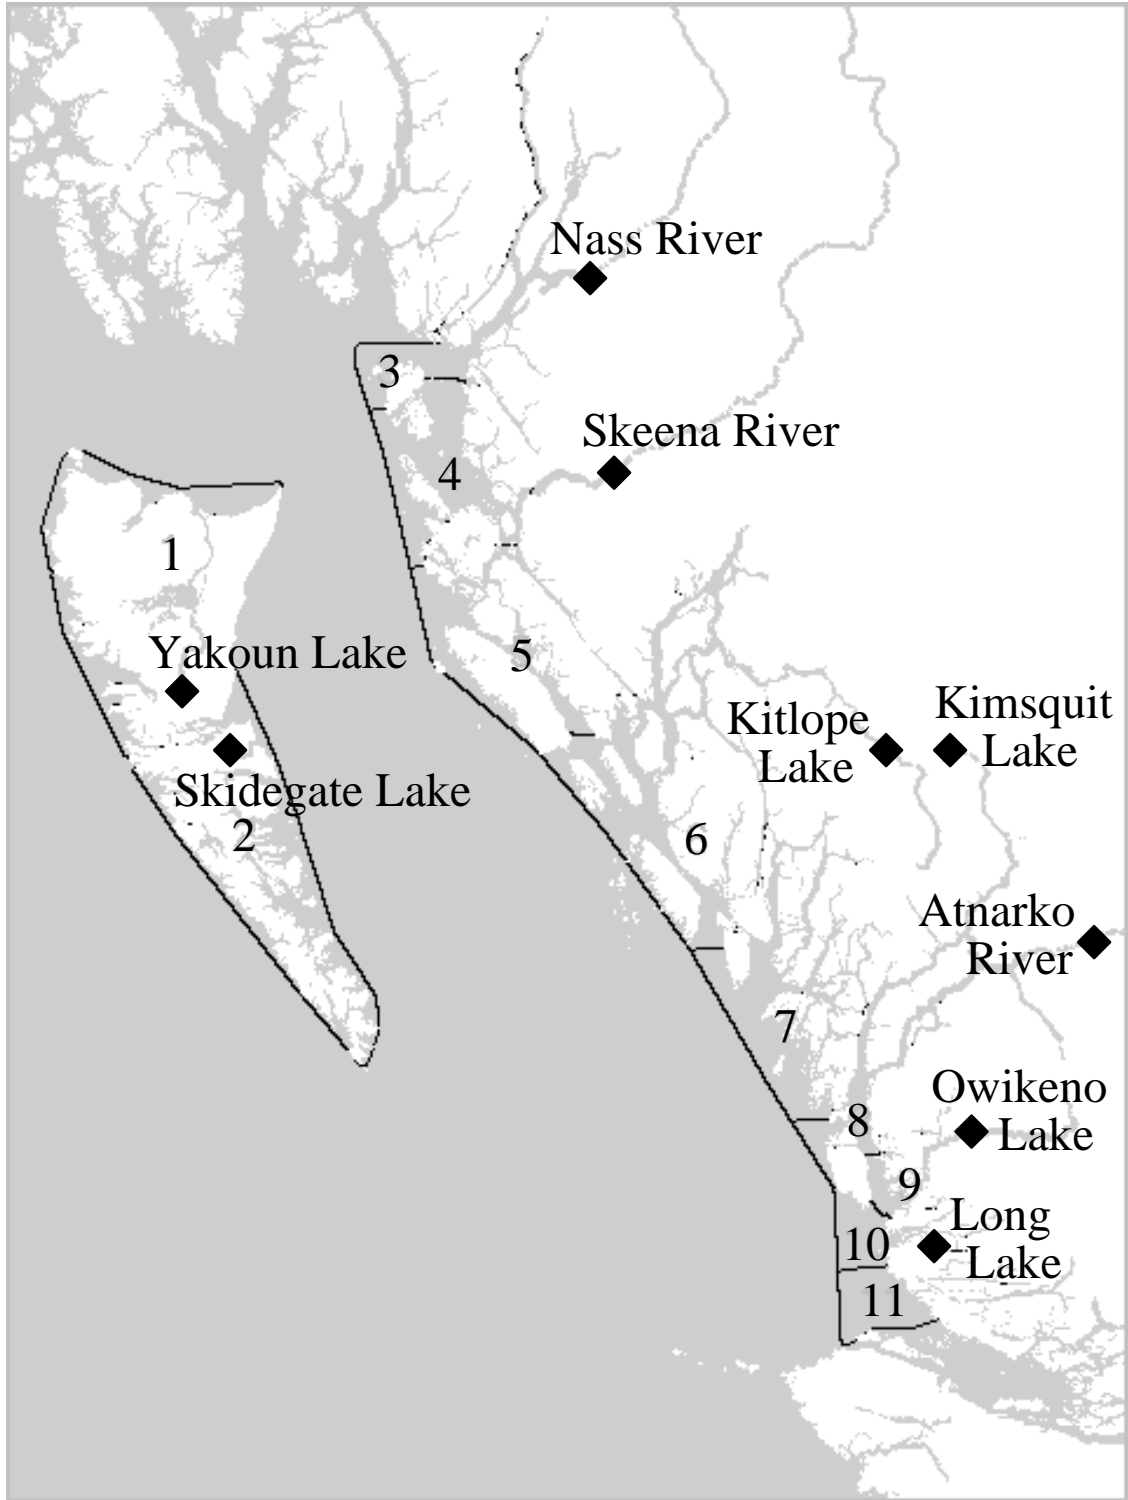 Nass River
3
Skeena River
4
1
5
Yakoun Lake
Kitlope
Lake
Kimsquit
Lake
Skidegate Lake
2
6
Atnarko
River
7
Owikeno
Lake
8
9
Long
Lake
10
11